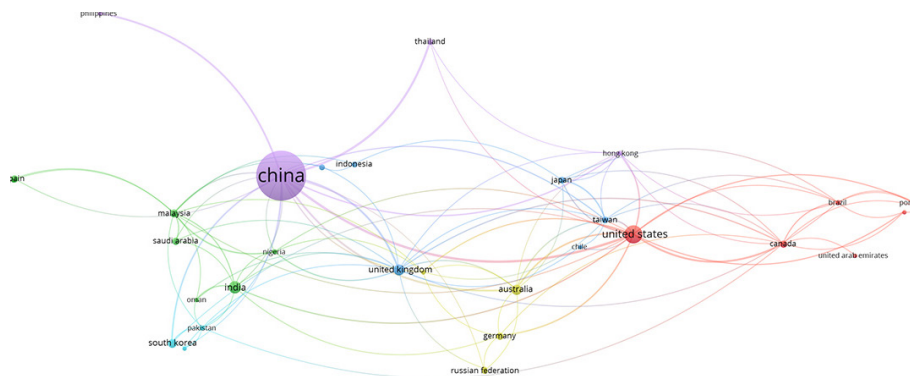 philippines
thailand
hong kong
indonesia
china
japan
brazil
malaysia
taiwan
united states
saudi arabia
nigeria
chile
canada
united arab emirates
united kingdom
india
australia
oman
pakistan
germany
south korea
russian federation